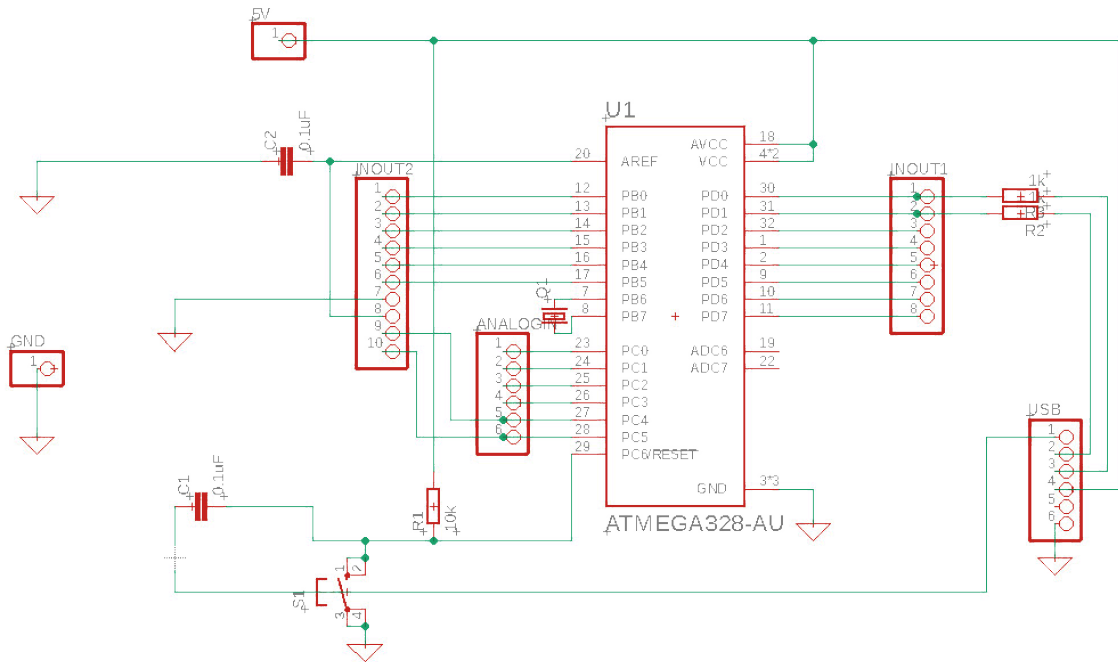 5V
1
U1
C2
0.1uF
20 AREF AVCC 18
VCC 4*2
INOUT2
INOUT1
1 12 PB0 PD0 30 1 1k
2 13 PB1 PD1 31 2 1k
R3
3 14 PB2 PD2 32 3 R2
4 15 PB3 PD3 1 4
5 16 PB4 PD4 2 5
6 17 PB5 PD5 9 6
7 7 PB6 PD6 10 7
8 8 PB7 PD7 11 8
9
10
Q1
ANALOGIN
1 23 PC0 ADC6 19
2 24 PC1 ADC7 22
3 25 PC2
4 26 PC3
5 27 PC4
6 28 PC5
29 PC6/RESET
GND 3*3
ATMEGA328-AU
GND
1
USB
1
2
3
4
5
6
C1
0.1uF
R1
10k
S1
1 2
3 4